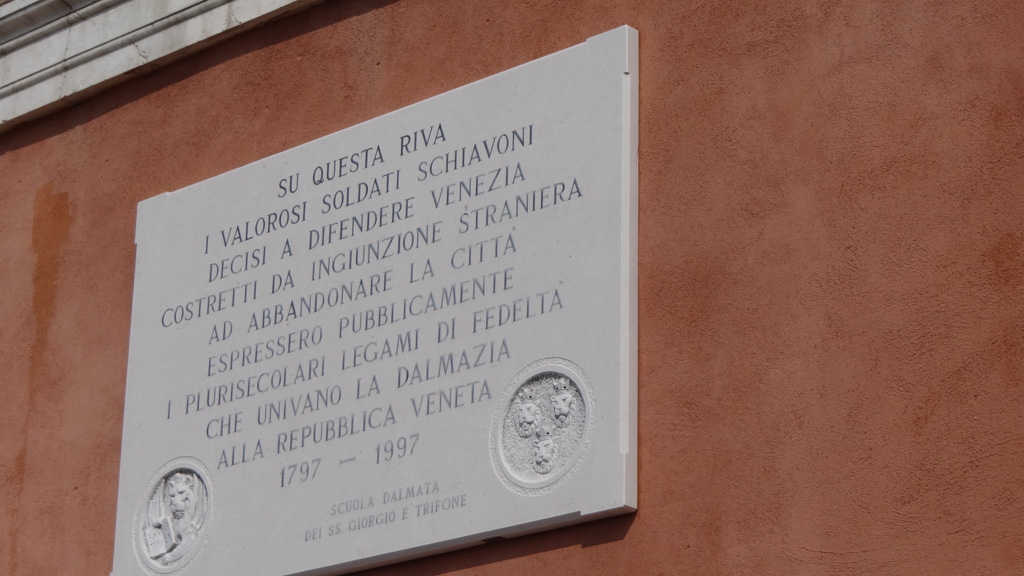 SU QUESTA RIVA
I VALOROSI SOLDATI SCHIAVONI
DECISI A DIFENDERE VENEZIA
COSTRETTI DA INGIUNZIONE STRANIERA
AD ABBANDONARE LA CITTÀ
ESPRESSERO PUBBLICAMENTE
I PLURISECOLARI LEGAMI DI FEDELTÀ
CHE UNIVANO LA DALMAZIA
ALLA REPUBBLICA VENETA
1797 - 1997
SCUOLA DALMATA
DEI SS. GIORGIO E TRIFONE